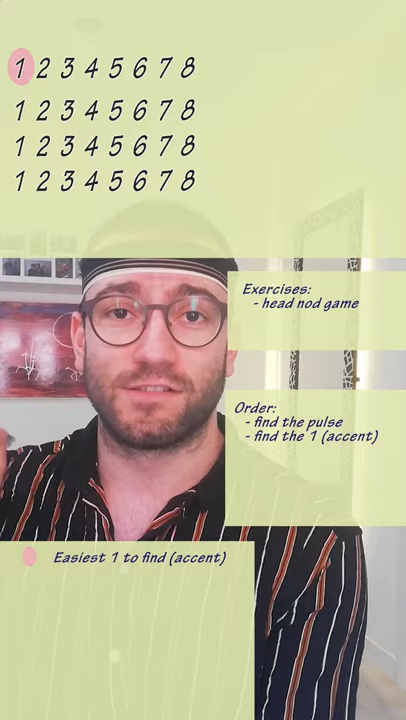 1 2 3 4 5 6 7 8
1 2 3 4 5 6 7 8
1 2 3 4 5 6 7 8
1 2 3 4 5 6 7 8
Exercises:
- head nod game
Order:
- find the pulse
- find the 1 (accent)
Easiest 1 to find (accent)